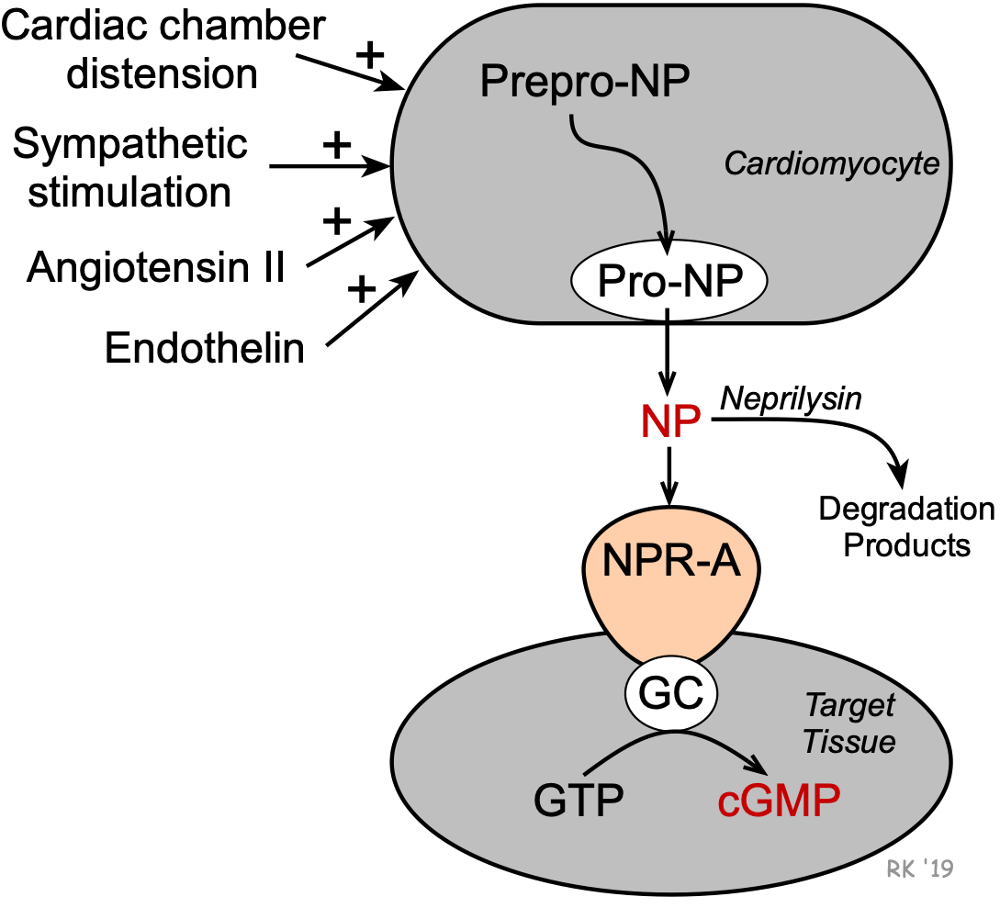 Cardiac chamber
distension
+
Sympathetic
stimulation
+
Angiotensin II
+
Endothelin
+
Prepro-NP
Cardiomyocyte
Pro-NP
NP
Neprilysin
Degradation
Products
NPR-A
GC
Target
Tissue
GTP
cGMP
RK '19